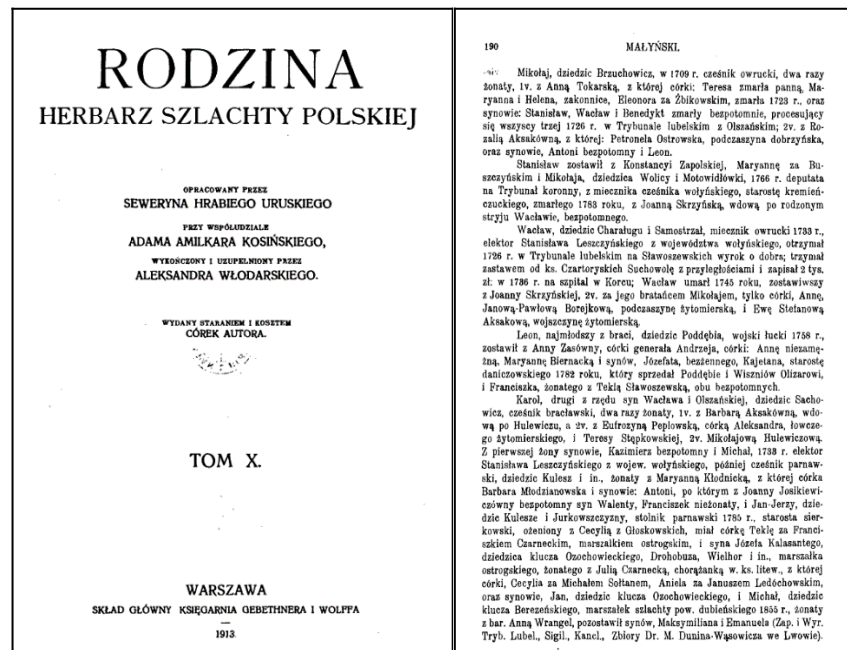 RODZINA
HERBARZ SZLACHTY POLSKIEJ
OPRACOWANY PRZEZ
SEWERYNA HRABIEGO URUSKIEGO
PRZY WSPÓŁUDZIALE
ADAMA AMILKARA KOSIŃSKIEGO,
WYKOŃCZONY I UZUPEŁNIONY PRZEZ
ALEKSANDRA WŁODARSKIEGO.
WYDANY STARANIEM I KOSZTEM
CÓREK AUTORA.
TOM X.
WARSZAWA
SKŁAD GŁÓWNY KSIĘGARNIA GEBETHNERA I WOLFFA
1913.
190 MAŁYŃSKI.
Mikołaj, dziedzic Brzuchowicz, w 1709 r. cześnik owrucki, dwa razy
żonaty, 1v. z Anną Tokarską, z której córki: Teresa zmarła panną, Ma-
ryanna i Helena, zakonnice, Eleonora za Żbikowskim, zmarła 1723 r., oraz
synowie: Stanisław, Wacław i Benedykt zmarły bezpotomnie, procesujący
się wszyscy trzej 1726 r. w Trybunale lubelskim z Olszańskim; 2v. z Ro-
zalią Aksakówną, z której: Petronela Ostrowska, podczaszyna dobrzyńska,
oraz synowie, Antoni bezpotomny i Leon.
Stanisław zostawił z Konstancyi Zapolskiej, Maryannę za Bu-
szczyńskim i Mikołaja, dziedzica Wolicy i Motowidłówki, 1766 r. deputata
na Trybunał koronny, z miecznika cześnika wołyńskiego, starostę kremień-
czuckiego, zmarłego 1783 roku, z Joanną Skrzyńską, wdową po rodzonym
stryju Wacławie, bezpotomnego.
Wacław, dziedzic Charaługi i Samostrzał, miecznik owrucki 1733 r.,
elektor Stanisława Leszczyńskiego z województwa wołyńskiego, otrzymał
1726 r. w Trybunale lubelskim na Sławoszewskich wyrok o dobra; trzymał
zastawem od ks. Czartoryskich Suchowolę z przyległościami i zapisał 2 tys.
zł. w 1736 r. na szpital w Korcu; Wacław umarł 1745 roku, zostawiwszy
z Joanny Skrzyńskiej, 2v. za jego bratańcem Mikołajem, tylko córki, Annę,
Janową-Pawłową Borejkową, podczaszynę żytomierską, i Ewę Stefanową
Aksakową, wojszczynę żytomierską.
Leon, najmłodszy z braci, dziedzic Poddębia, wojski łucki 1758 r.,
zostawił z Anny Zasówny, córki generała Andrzeja, córki: Annę niezamę-
żną, Maryannę Biernacką i synów, Józefata, bezżennego, Kajetana, starostę
daniczowskiego 1782 roku, który sprzedał Poddębie i Wiszniów Olizarowi,
i Franciszka, żonatego z Teklą Sławoszewską, obu bezpotomnych.
Karol, drugi z rzędu syn Wacława i Olszańskiej, dziedzic Sacho-
wicz, cześnik bracławski, dwa razy żonaty, 1v. z Barbarą Aksakówną, wdo-
wą po Hulewiczu, a 2v. z Eufrozyną Peplowską, córką Aleksandra, łowcze-
go żytomierskiego, i Teresy Stępkowskiej, 2v. Mikołajową Hulewiczową.
Z pierwszej żony synowie, Kazimierz bezpotomny i Michał, 1733 r. elektor
Stanisława Leszczyńskiego z wojew. wołyńskiego, później cześnik parnaw-
ski, dziedzic Kulesz i in., żonaty z Maryanną Kłodnicką, z której córka
Barbara Młodzianowska i synowie: Antoni, po którym z Joanny Josikiewi-
czówny bezpotomny syn Walenty, Franciszek nieżonaty, i Jan-Jerzy, dzie-
dzic Kulesze i Jurkowszczyzny, stolnik parnawski 1785 r., starosta sier-
kowski, ożeniony z Cecylią z Głoskowskich, miał córkę Teklę za Franci-
szkiem Czarneckim, marszałkiem ostrogskim, i syna Józefa Kalasantego,
dziedzica klucza Ozochowieckiego, Drohobuza, Wielhor i in., marszałka
ostrogskiego, żonatego z Julią Czarnecką, chorążanką w. ks. litew., z której
córki, Cecylia za Michałem Sołtanem, Aniela za Januszem Ledóchowskim,
oraz synowie, Jan, dziedzic klucza Ozochowieckiego, i Michał, dziedzic
klucza Berezeńskiego, marszałek szlachty pow. dubieńskiego 1855 r., żonaty
z bar. Anną Wrangel, pozostawił synów, Maksymiliana i Emanuela (Zap. i Wyr.
Tryb. Lubel., Sigil., Kancl., Zbiory Dr. M. Dunina-Wąsowicza we Lwowie).